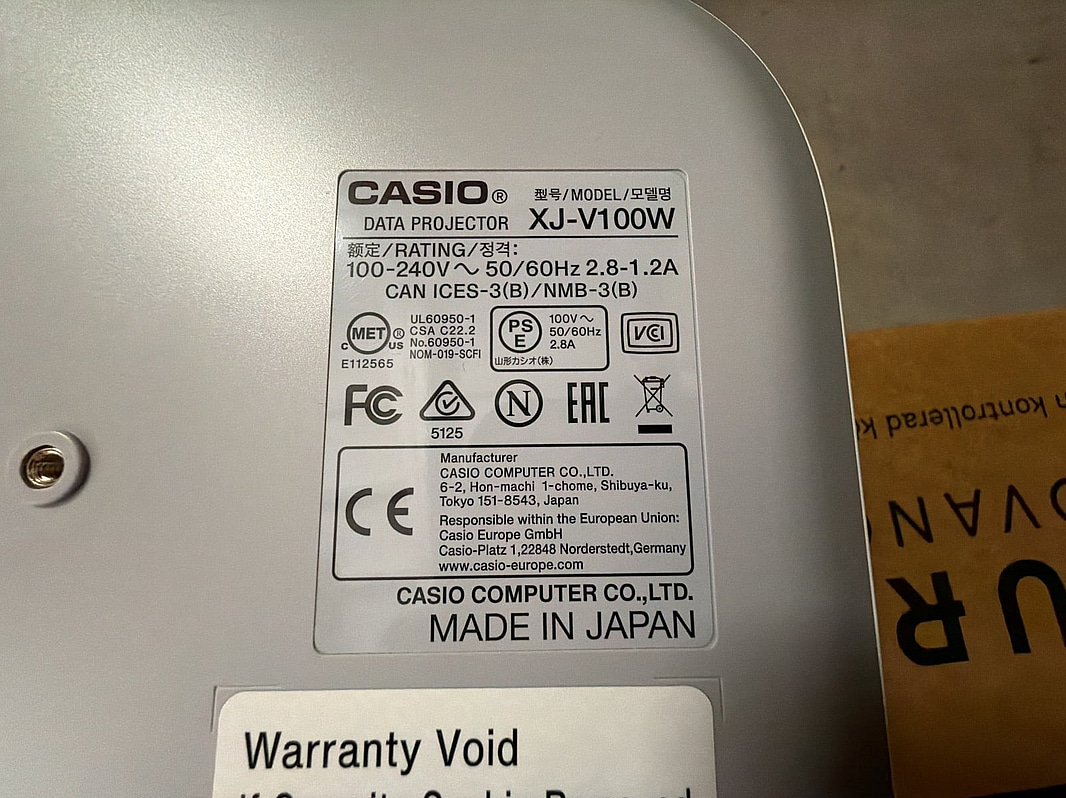 CASIO® 型号/MODEL/모델명
DATA PROJECTOR XJ-V100W
额定/RATING/정격:
100-240V～ 50/60Hz 2.8-1.2A
CAN ICES-3(B)/NMB-3(B)
c MET ® US
E112565
UL60950-1
CSA C22.2
No.60950-1
NOM-019-SCFI
PS
E
100V～
50/60Hz
2.8A
山形カシオ(株)
VCI
FC
5125
N
EAC
CE
Manufacturer
CASIO COMPUTER CO.,LTD.
6-2, Hon-machi 1-chome, Shibuya-ku,
Tokyo 151-8543, Japan
Responsible within the European Union:
Casio Europe GmbH
Casio-Platz 1,22848 Norderstedt,Germany
www.casio-europe.com
CASIO COMPUTER CO.,LTD.
MADE IN JAPAN
Warranty Void
kontrollerad
UR